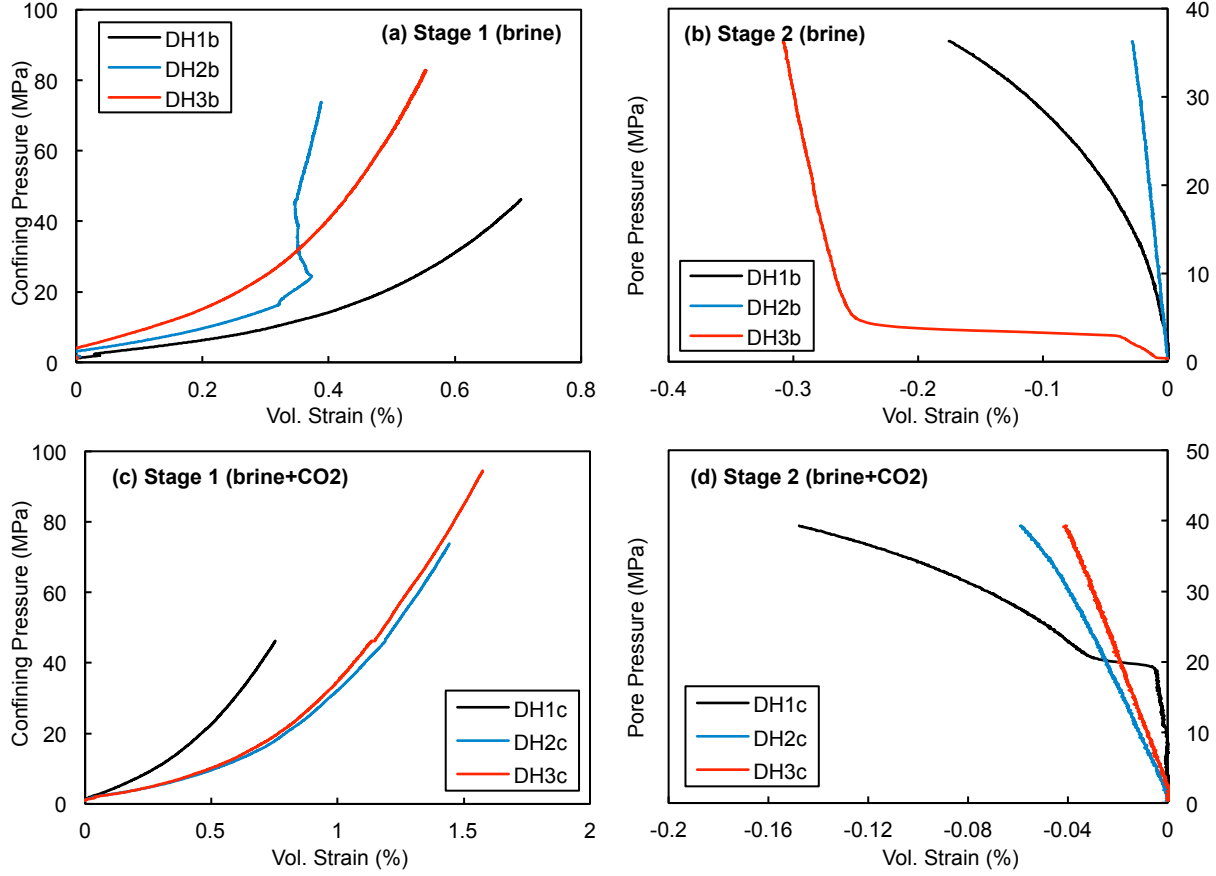 (a) Stage 1 (brine)
Confining Pressure (MPa)
100
80
60
40
20
0
DH1b
DH2b
DH3b
0
0.2
0.4
0.6
0.8
Vol. Strain (%)
(b) Stage 2 (brine)
Pore Pressure (MPa)
40
30
20
10
0
DH1b
DH2b
DH3b
-0.4
-0.3
-0.2
-0.1
0
Vol. Strain (%)
(c) Stage 1 (brine+CO2)
Confining Pressure (MPa)
100
80
60
40
20
0
DH1c
DH2c
DH3c
0
0.5
1
1.5
2
Vol. Strain (%)
(d) Stage 2 (brine+CO2)
Pore Pressure (MPa)
50
40
30
20
10
0
DH1c
DH2c
DH3c
-0.2
-0.16
-0.12
-0.08
-0.04
0
Vol. Strain (%)